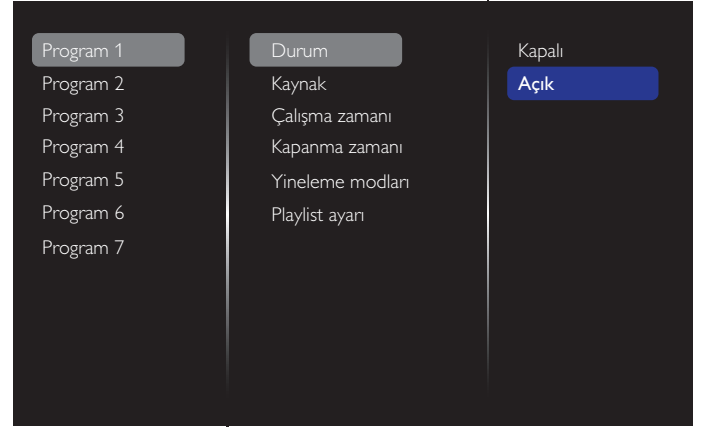 Program 1
Program 2
Program 3
Program 4
Program 5
Program 6
Program 7
Durum
Kaynak
Çalışma zamanı
Kapanma zamanı
Yineleme modları
Playlist ayarı
Kapalı
Açık